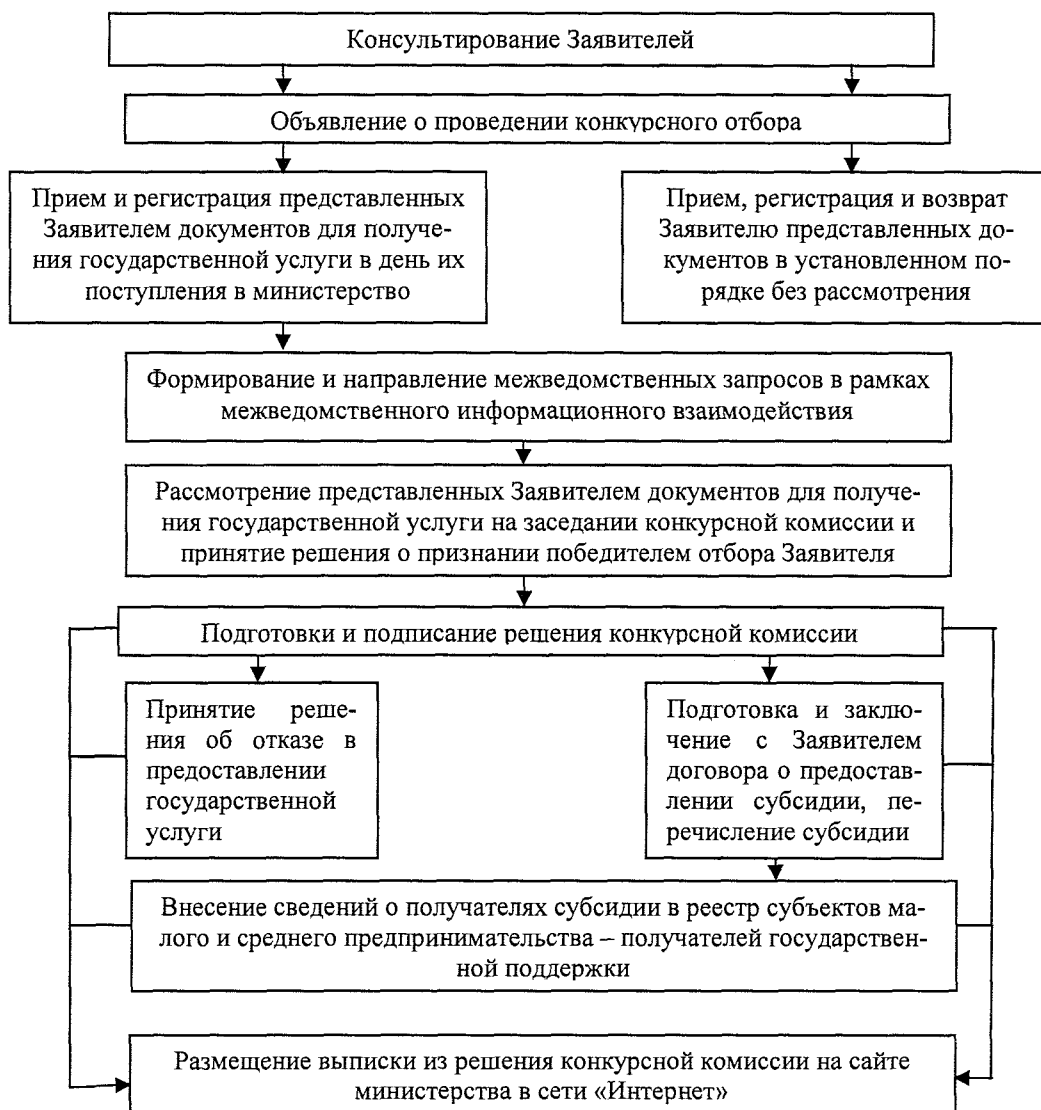 Консультирование Заявителей
Объявление о проведении конкурсного отбора
Прием и регистрация представленных
Заявителем документов для получе-
ния государственной услуги в день их
поступления в министерство
Прием, регистрация и возврат
Заявителю представленных до-
кументов в установленном по-
рядке без рассмотрения
Формирование и направление межведомственных запросов в рамках
межведомственного информационного взаимодействия
Рассмотрение представленных Заявителем документов для получе-
ния государственной услуги на заседании конкурсной комиссии и
принятие решения о признании победителем отбора Заявителя
Подготовки и подписание решения конкурсной комиссии
Принятие реше-
ния об отказе в
предоставлении
государственной
услуги
Подготовка и заклю-
чение с Заявителем
договора о предостав-
лении субсидии, пе-
речисление субсидии
Внесение сведений о получателях субсидии в реестр субъектов ма-
лого и среднего предпринимательства – получателей государствен-
ной поддержки
Размещение выписки из решения конкурсной комиссии на сайте
министерства в сети «Интернет»